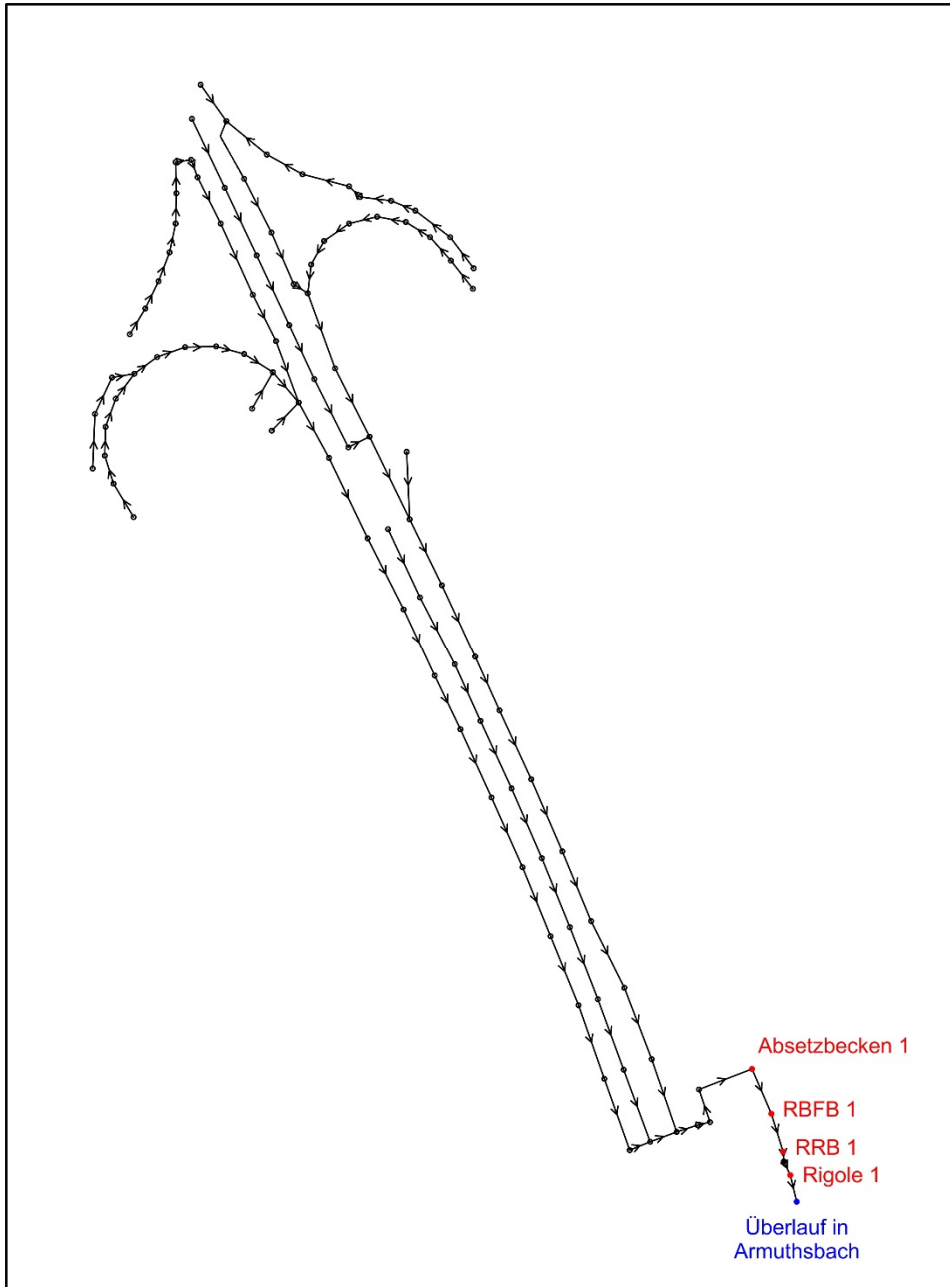 Absetzbecken 1
RBFB 1
RRB 1
Rigole 1
Überlauf in
Armuthsbach